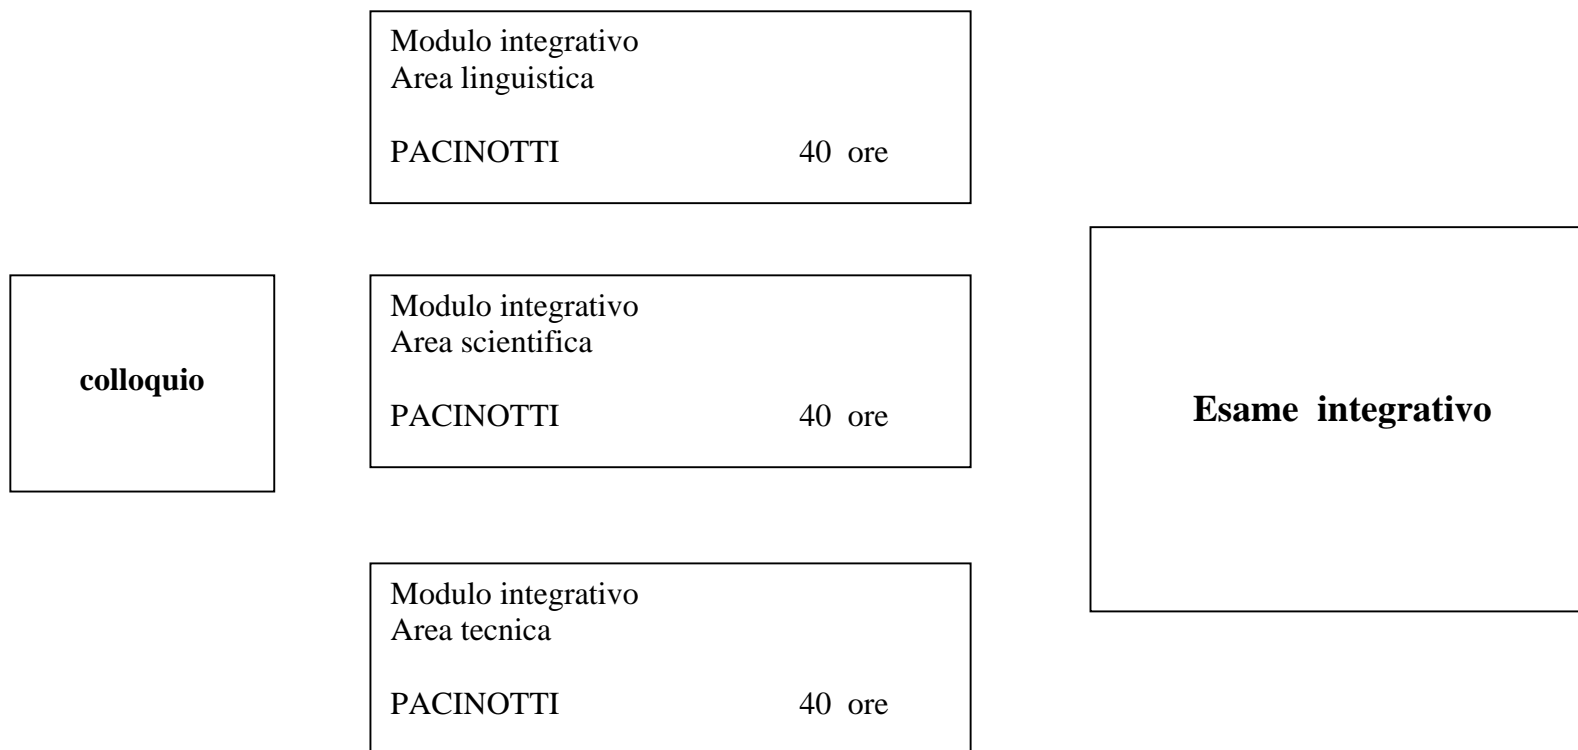 Modulo integrativo
Area linguistica
PACINOTTI 40 ore
colloquio
Modulo integrativo
Area scientifica
PACINOTTI 40 ore
Esame integrativo
Modulo integrativo
Area tecnica
PACINOTTI 40 ore